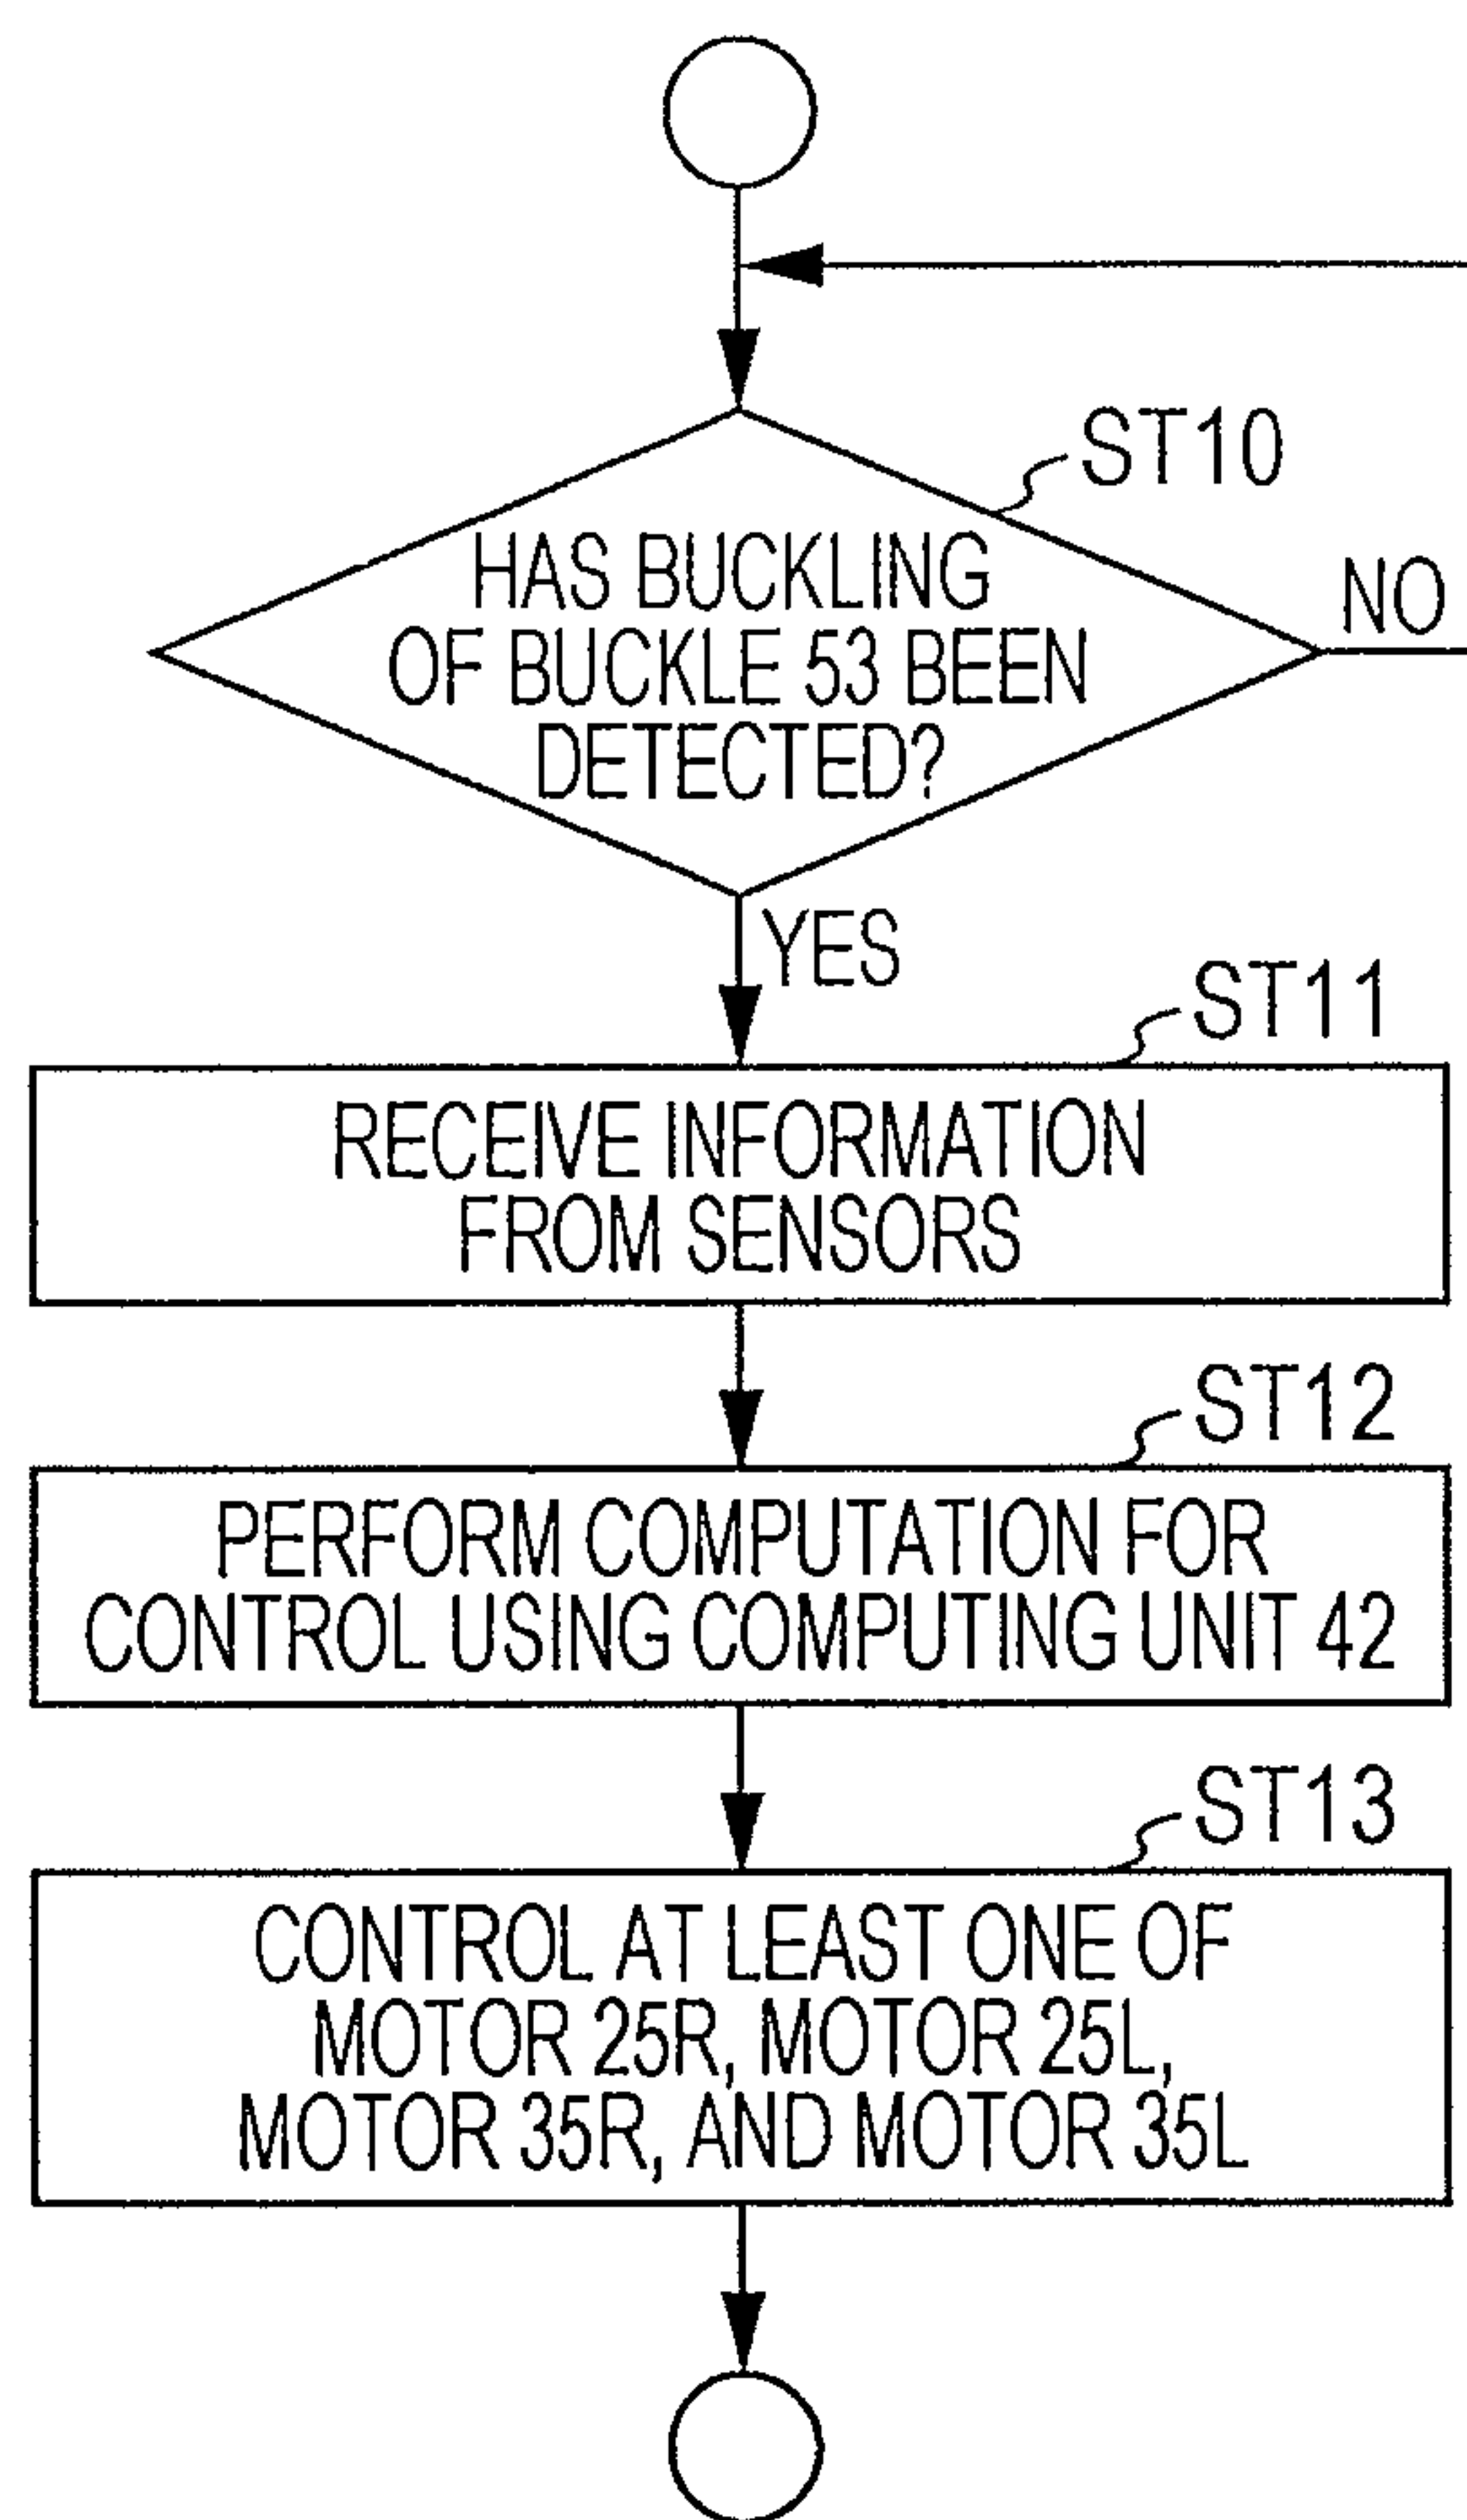 ST10
HAS BUCKLING
OF BUCKLE 53 BEEN
DETECTED?
NO
YES
ST11
RECEIVE INFORMATION
FROM SENSORS
ST12
PERFORM COMPUTATION FOR
CONTROL USING COMPUTING UNIT 42
ST13
CONTROL AT LEAST ONE OF
MOTOR 25R, MOTOR 25L,
MOTOR 35R, AND MOTOR 35L